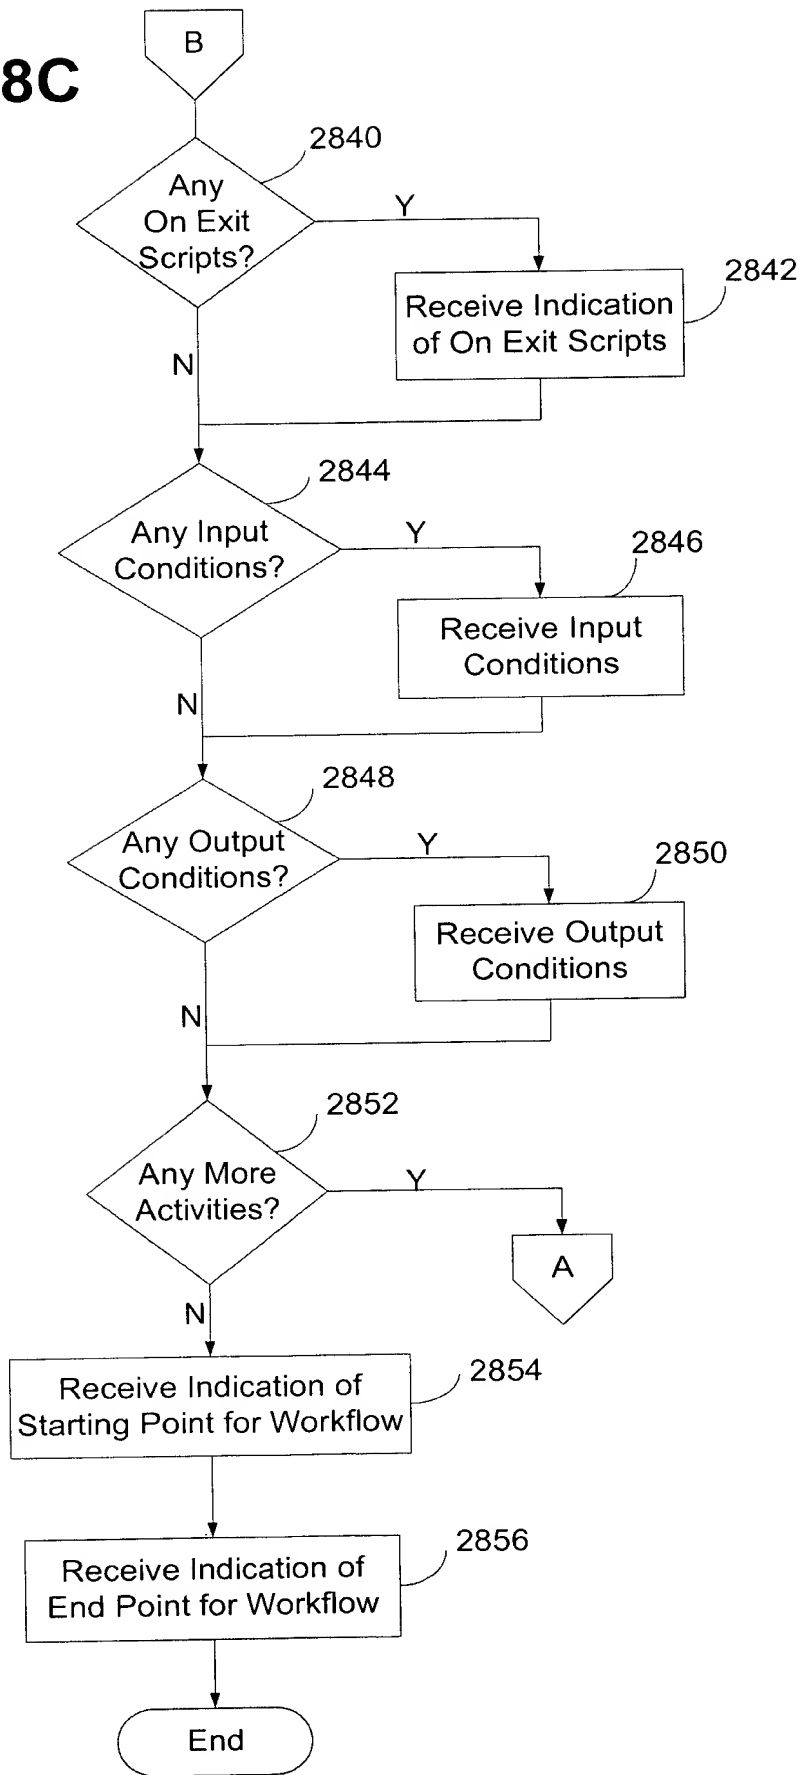 B
8C
2840
Any
On Exit
Scripts?
Y
2842
Receive Indication
of On Exit Scripts
N
2844
Any Input
Conditions?
Y
2846
Receive Input
Conditions
N
2848
Any Output
Conditions?
Y
2850
Receive Output
Conditions
N
2852
Any More
Activities?
Y
A
N
2854
Receive Indication of
Starting Point for Workflow
2856
Receive Indication of
End Point for Workflow
End